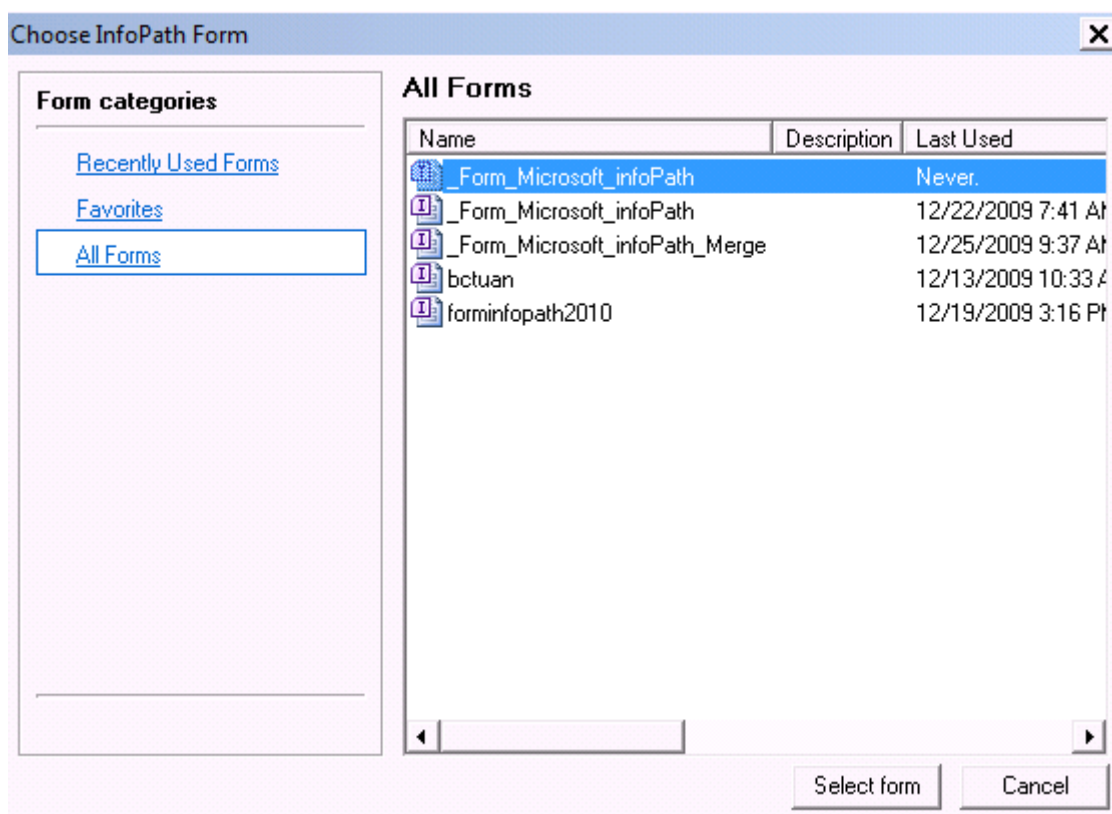 Choose InfoPath Form
Form categories
Recently Used Forms
Favorites
All Forms
All Forms
Name Description Last Used
_Form_Microsoft_infoPath Never.
_Form_Microsoft_infoPath 12/22/2009 7:41
_Form_Microsoft_infoPath_Merge 12/25/2009 9:37
bctuan 12/13/2009 10:33
forminfopath2010 12/19/2009 3:16
Select form Cancel